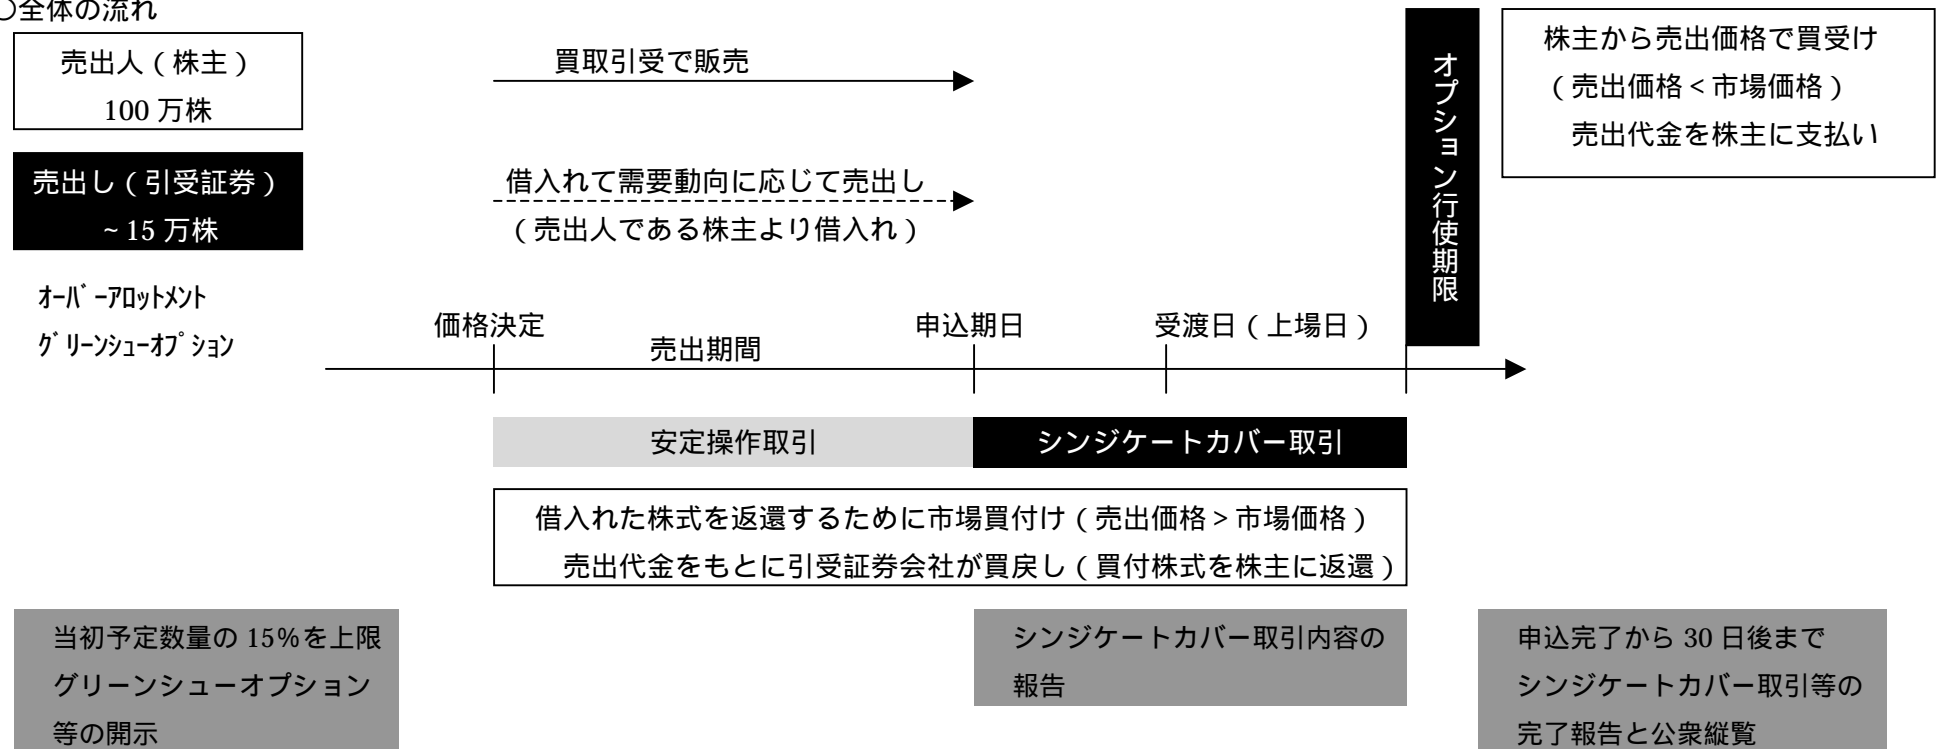 ○全体の流れ
売出人（株主）
100 万株
買取引受で販売
オプション行使期限
株主から売出価格で買受け
（売出価格＜市場価格）
売出代金を株主に支払い
売出し（引受証券）
~ 15 万株
借入れて需要動向に応じて売出し
（売出人である株主より借入れ）
ｵｰﾊﾞｰｱﾛｯﾄﾒﾝﾄ
ｸﾞﾘｰﾝｼｭｰｵﾌﾟｼｮﾝ
価格決定
売出期間
申込期日
受渡日（上場日）
安定操作取引
シンジケートカバー取引
借入れた株式を返還するために市場買付け（売出価格＞市場価格）
売出代金をもとに引受証券会社が買戻し（買付株式を株主に返還）
当初予定数量の 15%を上限
グリーンシューオプション
等の開示
シンジケートカバー取引内容の
報告
申込完了から 30 日後まで
シンジケートカバー取引等の
完了報告と公衆縦覧